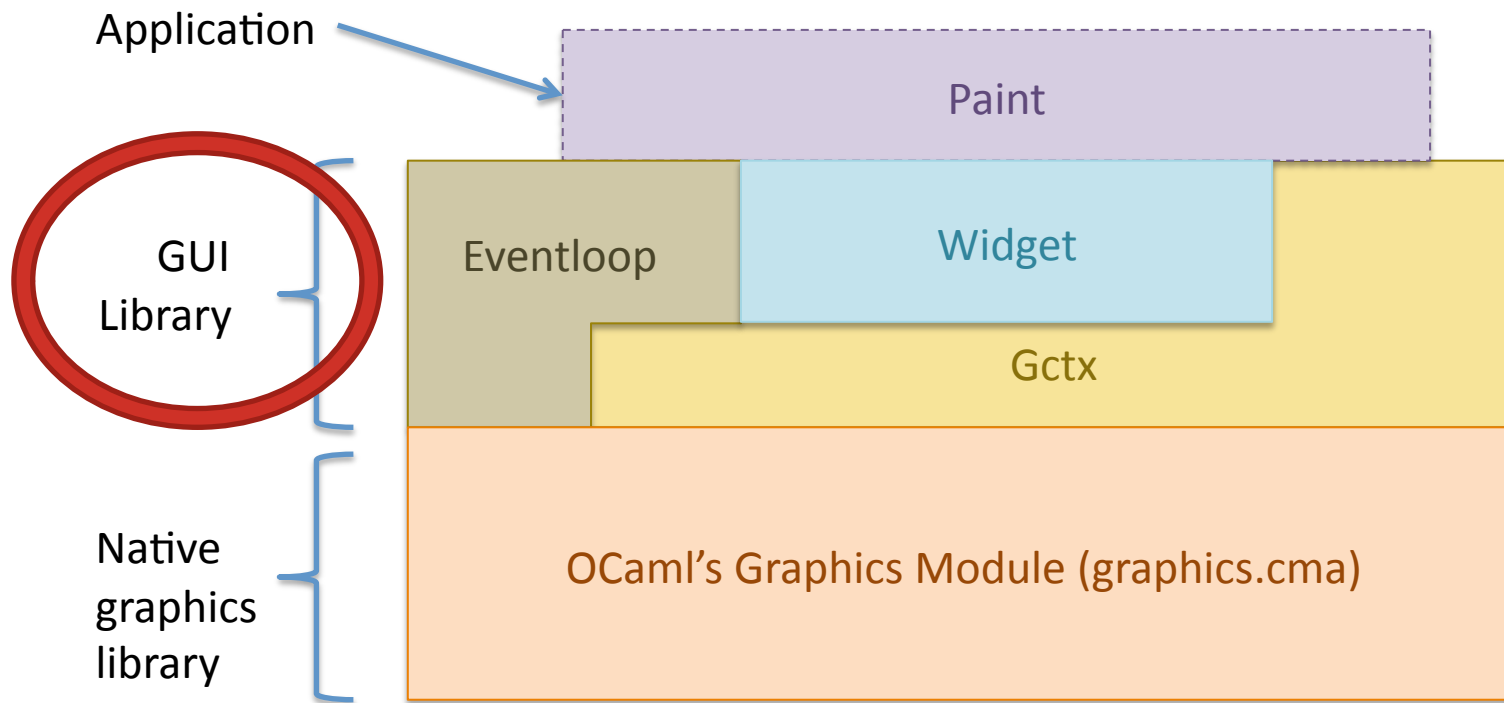 Application
Paint
GUI
Library
Eventloop
Widget
Gctx
Native
graphics
library
OCaml’s Graphics Module (graphics.cma)